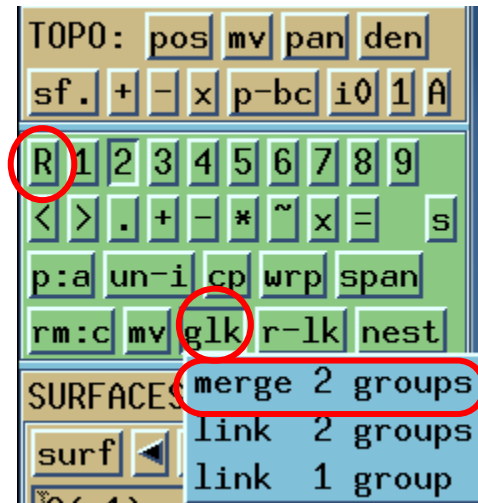 TOPO: pos mv pan den
sf. + - x p-bc i0 1 A
R 1 2 3 4 5 6 7 8 9
< > . + - * ~ x = s
p:a un-i cp wrp span
rm:c mv glk r-lk nest
merge 2 groups
SURFACES
link 2 groups
surf
link 1 group